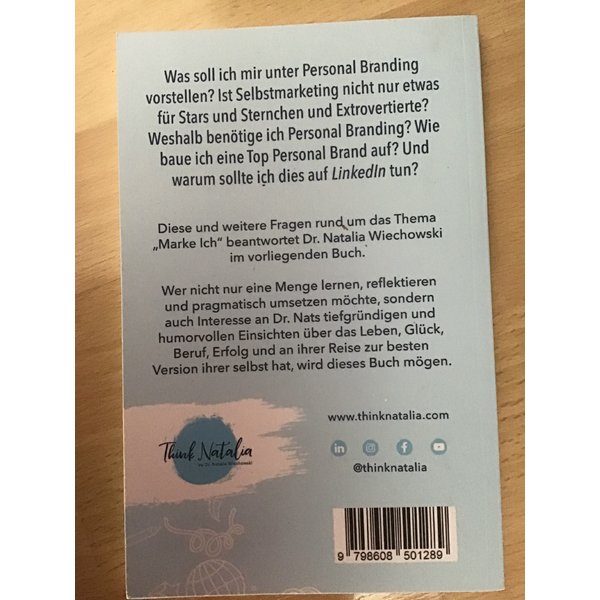 Was soll ich mir unter Personal Branding
vorstellen? Ist Selbstmarketing nicht nur etwas
für Stars und Sternchen und Extrovertierte?
Weshalb benötige ich Personal Branding? Wie
baue ich eine Top Personal Brand auf? Und
warum sollte ich dies auf LinkedIn tun?
Diese und weitere Fragen rund um das Thema
„Marke Ich“ beantwortet Dr. Natalia Wiechowski
im vorliegenden Buch.
Wer nicht nur eine Menge lernen, reflektieren
und pragmatisch umsetzen möchte, sondern
auch Interesse an Dr. Nats tiefgründigen und
humorvollen Einsichten über das Leben, Glück,
Beruf, Erfolg und an ihrer Reise zur besten
Version ihrer selbst hat, wird dieses Buch mögen.
www.thinknatalia.com
in f
@thinknatalia
Think Natalia
by Dr. Natalia Wiechowski
9 798608 501289